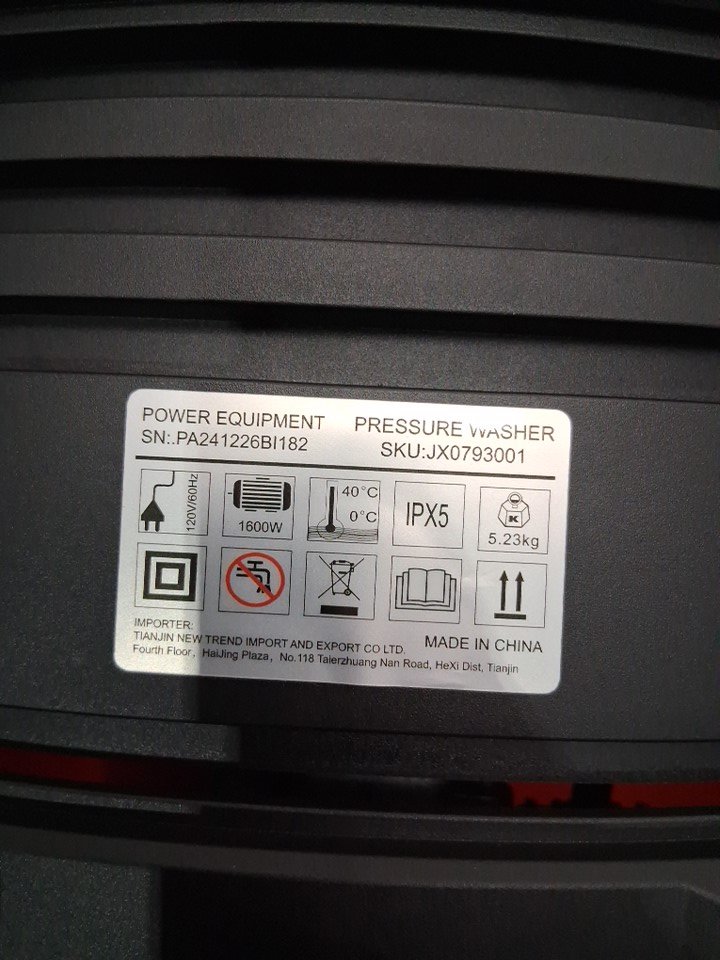 POWER EQUIPMENT PRESSURE WASHER
SN:.PA241226BI182 SKU:JX0793001
120V/60Hz
1600W
40°C
0°C
IPX5
K
5.23kg
IMPORTER:
TIANJIN NEW TREND IMPORT AND EXPORT CO LTD. MADE IN CHINA
Fourth Floor, HaiJing Plaza, No.118 Taierzhuang Nan Road, HeXi Dist, Tianjin